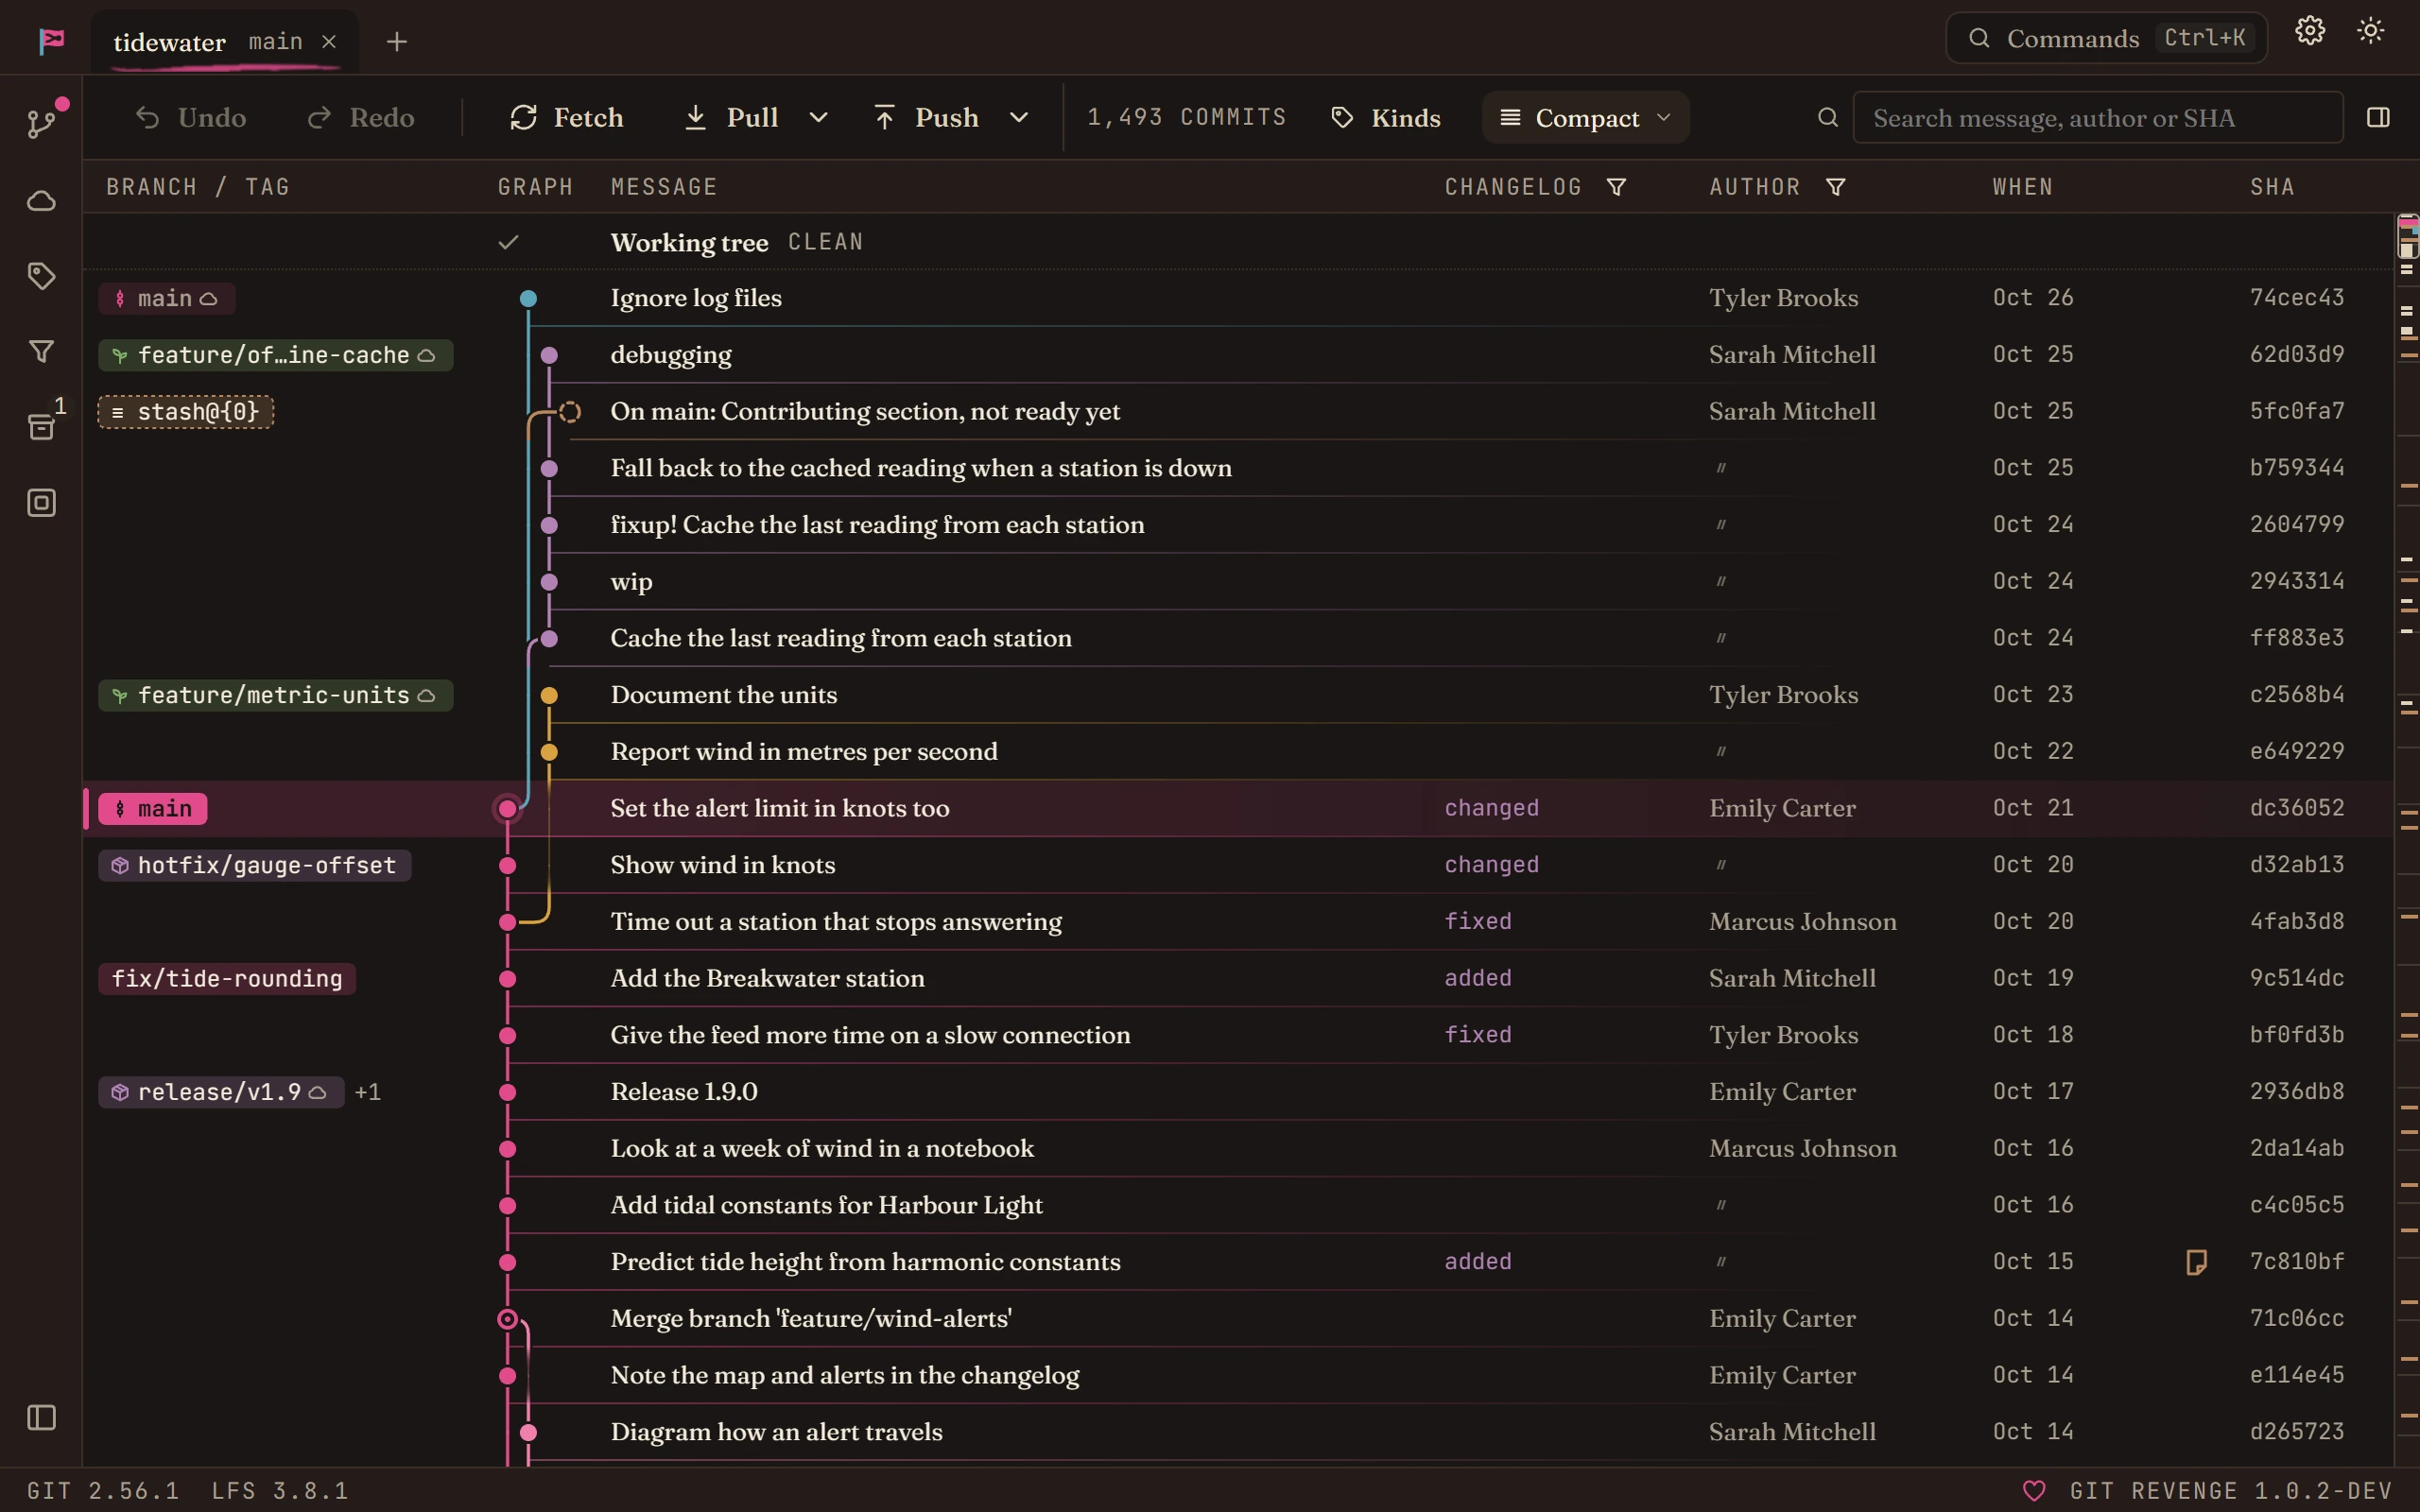 tidewater main
Commands Ctrl+K
Undo Redo Fetch Pull Push 1,493 COMMITS Kinds Compact Search message, author or SHA
BRANCH / TAG GRAPH MESSAGE CHANGELOG AUTHOR WHEN SHA
Working tree CLEAN
main Ignore log files Tyler Brooks Oct 26 74cec43
feature/of…ine-cache debugging Sarah Mitchell Oct 25 62d03d9
1
stash@{0} On main: Contributing section, not ready yet Sarah Mitchell Oct 25 5fc0fa7
Fall back to the cached reading when a station is down 〃 Oct 25 b759344
fixup! Cache the last reading from each station 〃 Oct 24 2604799
wip 〃 Oct 24 2943314
Cache the last reading from each station 〃 Oct 24 ff883e3
feature/metric-units Document the units Tyler Brooks Oct 23 c2568b4
Report wind in metres per second 〃 Oct 22 e649229
main Set the alert limit in knots too changed Emily Carter Oct 21 dc36052
hotfix/gauge-offset Show wind in knots changed 〃 Oct 20 d32ab13
Time out a station that stops answering fixed Marcus Johnson Oct 20 4fab3d8
fix/tide-rounding Add the Breakwater station added Sarah Mitchell Oct 19 9c514dc
Give the feed more time on a slow connection fixed Tyler Brooks Oct 18 bf0fd3b
release/v1.9 +1 Release 1.9.0 Emily Carter Oct 17 2936db8
Look at a week of wind in a notebook Marcus Johnson Oct 16 2da14ab
Add tidal constants for Harbour Light 〃 Oct 16 c4c05c5
Predict tide height from harmonic constants added 〃 Oct 15 7c810bf
Merge branch 'feature/wind-alerts' Emily Carter Oct 14 71c06cc
Note the map and alerts in the changelog Emily Carter Oct 14 e114e45
Diagram how an alert travels Sarah Mitchell Oct 14 d265723
GIT 2.56.1 LFS 3.8.1 GIT REVENGE 1.0.2-DEV